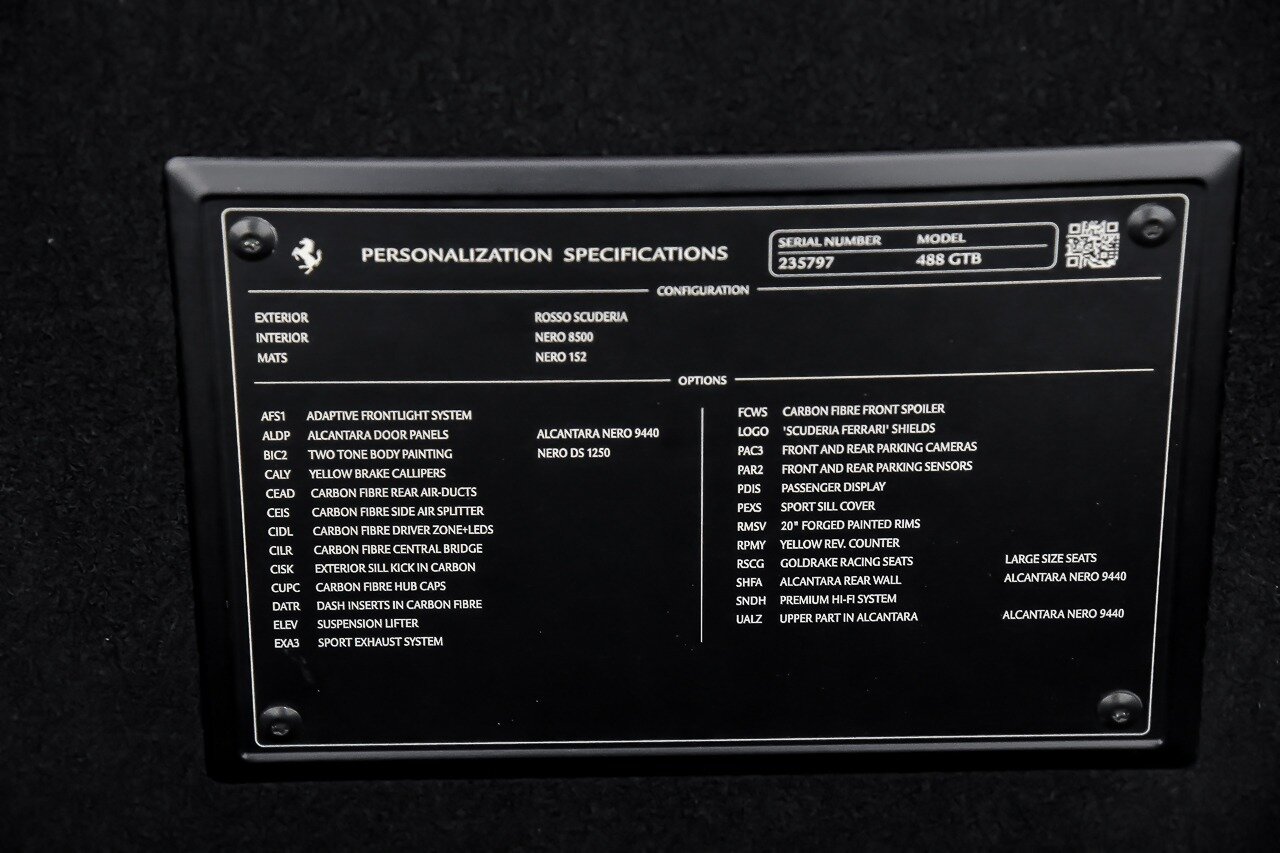 PERSONALIZATION SPECIFICATIONS
SERIAL NUMBER MODEL
235797 488 GTB
CONFIGURATION
EXTERIOR ROSSO SCUDERIA
INTERIOR NERO 8500
MATS NERO 152
OPTIONS
AFS1 ADAPTIVE FRONTLIGHT SYSTEM
ALDP ALCANTARA DOOR PANELS ALCANTARA NERO 9440
BIC2 TWO TONE BODY PAINTING NERO DS 1250
CALY YELLOW BRAKE CALLIPERS
CEAD CARBON FIBRE REAR AIR-DUCTS
CEIS CARBON FIBRE SIDE AIR SPLITTER
CIDL CARBON FIBRE DRIVER ZONE+LEDS
CILR CARBON FIBRE CENTRAL BRIDGE
CISK EXTERIOR SILL KICK IN CARBON
CUPC CARBON FIBRE HUB CAPS
DATR DASH INSERTS IN CARBON FIBRE
ELEV SUSPENSION LIFTER
EXA3 SPORT EXHAUST SYSTEM
FCWS CARBON FIBRE FRONT SPOILER
LOGO 'SCUDERIA FERRARI' SHIELDS
PAC3 FRONT AND REAR PARKING CAMERAS
PAR2 FRONT AND REAR PARKING SENSORS
PDIS PASSENGER DISPLAY
PEXS SPORT SILL COVER
RMSV 20" FORGED PAINTED RIMS
RPMY YELLOW REV. COUNTER
RSCG GOLDRAKE RACING SEATS LARGE SIZE SEATS
SHFA ALCANTARA REAR WALL ALCANTARA NERO 9440
SNDH PREMIUM HI-FI SYSTEM
UALZ UPPER PART IN ALCANTARA ALCANTARA NERO 9440